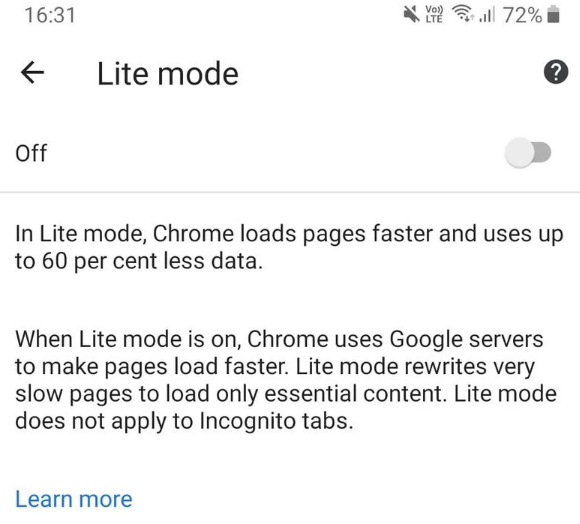 16:31 Vo)) LTE 72%
Lite mode ?
Off
In Lite mode, Chrome loads pages faster and uses up
to 60 per cent less data.
When Lite mode is on, Chrome uses Google servers
to make pages load faster. Lite mode rewrites very
slow pages to load only essential content. Lite mode
does not apply to Incognito tabs.
Learn more